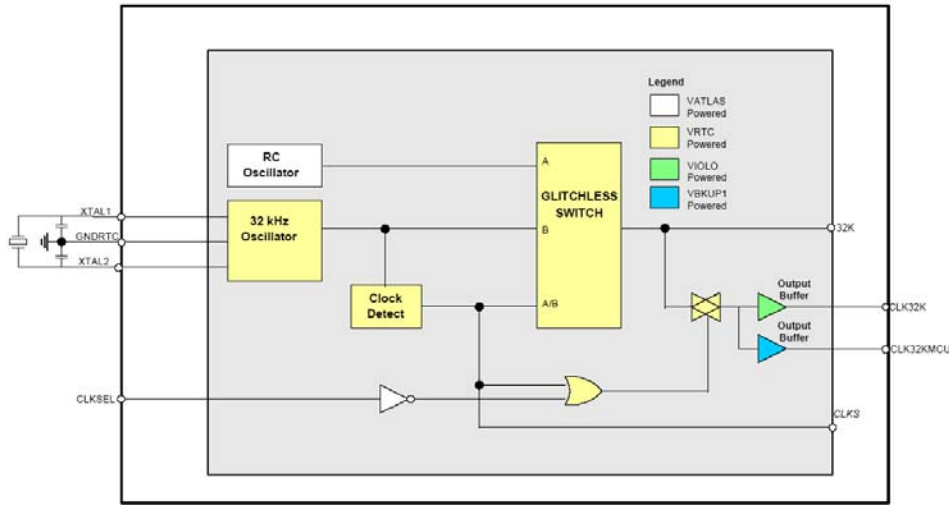 Legend
VATLAS
Powered
VRTC
Powered
VIOLO
Powered
VBKUP1
Powered
RC
Oscillator
A
GLITCHLESS
SWITCH
XTAL1
32 kHz
Oscillator
GNDRTC
B
32K
XTAL2
Clock
Detect
A/B
Output
Buffer
CLK32K
Output
Buffer
CLK32KMCU
CLKSEL
CLKS